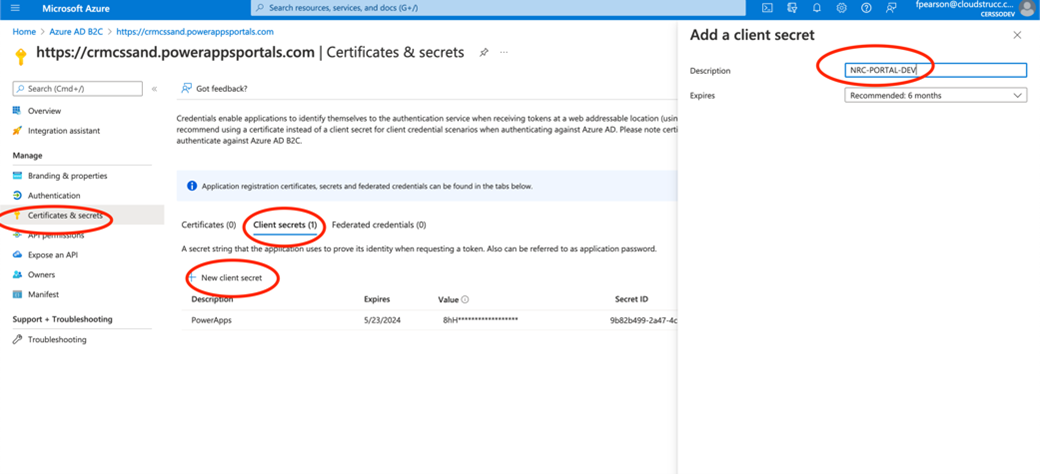 Microsoft Azure
Search resources, services, and docs (G+/)
fpearson@cloudstrucc.c...
CERSSODEV
Home > Azure AD B2C > https://crmcssand.powerappsportals.com
https://crmcssand.powerappsportals.com | Certificates & secrets
Search (Cmd+/)
Overview
Integration assistant
Manage
Branding & properties
Authentication
Certificates & secrets
API permissions
Expose an API
Owners
Manifest
Support + Troubleshooting
Troubleshooting
Got feedback?
Credentials enable applications to identify themselves to the authentication service when receiving tokens at a web addressable location (usin
recommend using a certificate instead of a client secret for client credential scenarios when authenticating against Azure AD. Please note certi
authenticate against Azure AD B2C.
Application registration certificates, secrets and federated credentials can be found in the tabs below.
Certificates (0) Client secrets (1) Federated credentials (0)
A secret string that the application uses to prove its identity when requesting a token. Also can be referred to as application password.
+ New client secret
Description Expires Value Secret ID
PowerApps 5/23/2024 8hH****************** 9b82b499-2a47-4c
Add a client secret
Description NRC-PORTAL-DEV
Expires Recommended: 6 months